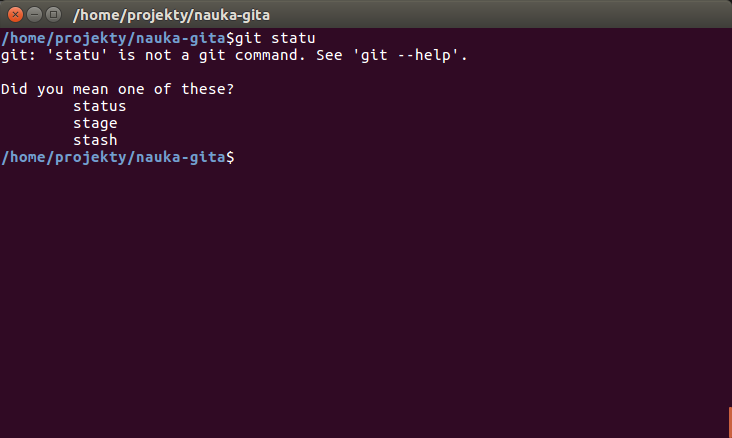 /home/projekty/nauka-gita
/home/projekty/nauka-gita$git statu
git: 'statu' is not a git command. See 'git --help'.
Did you mean one of these?
status
stage
stash
/home/projekty/nauka-gita$